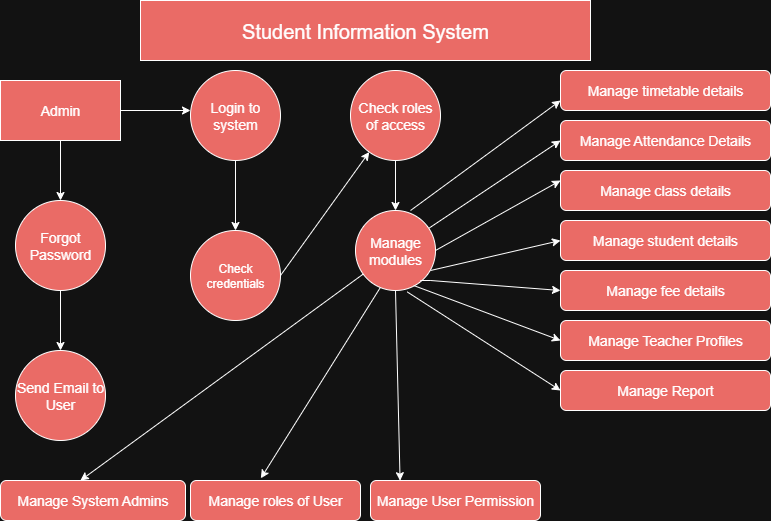 Student Information System
Admin
Login to
system
Check roles
of access
Manage timetable details
Manage Attendance Details
Manage class details
Forgot
Password
Check
credentials
Manage
modules
Manage student details
Manage fee details
Manage Teacher Profiles
Manage Report
Send Email to
User
Manage System Admins
Manage roles of User
Manage User Permission